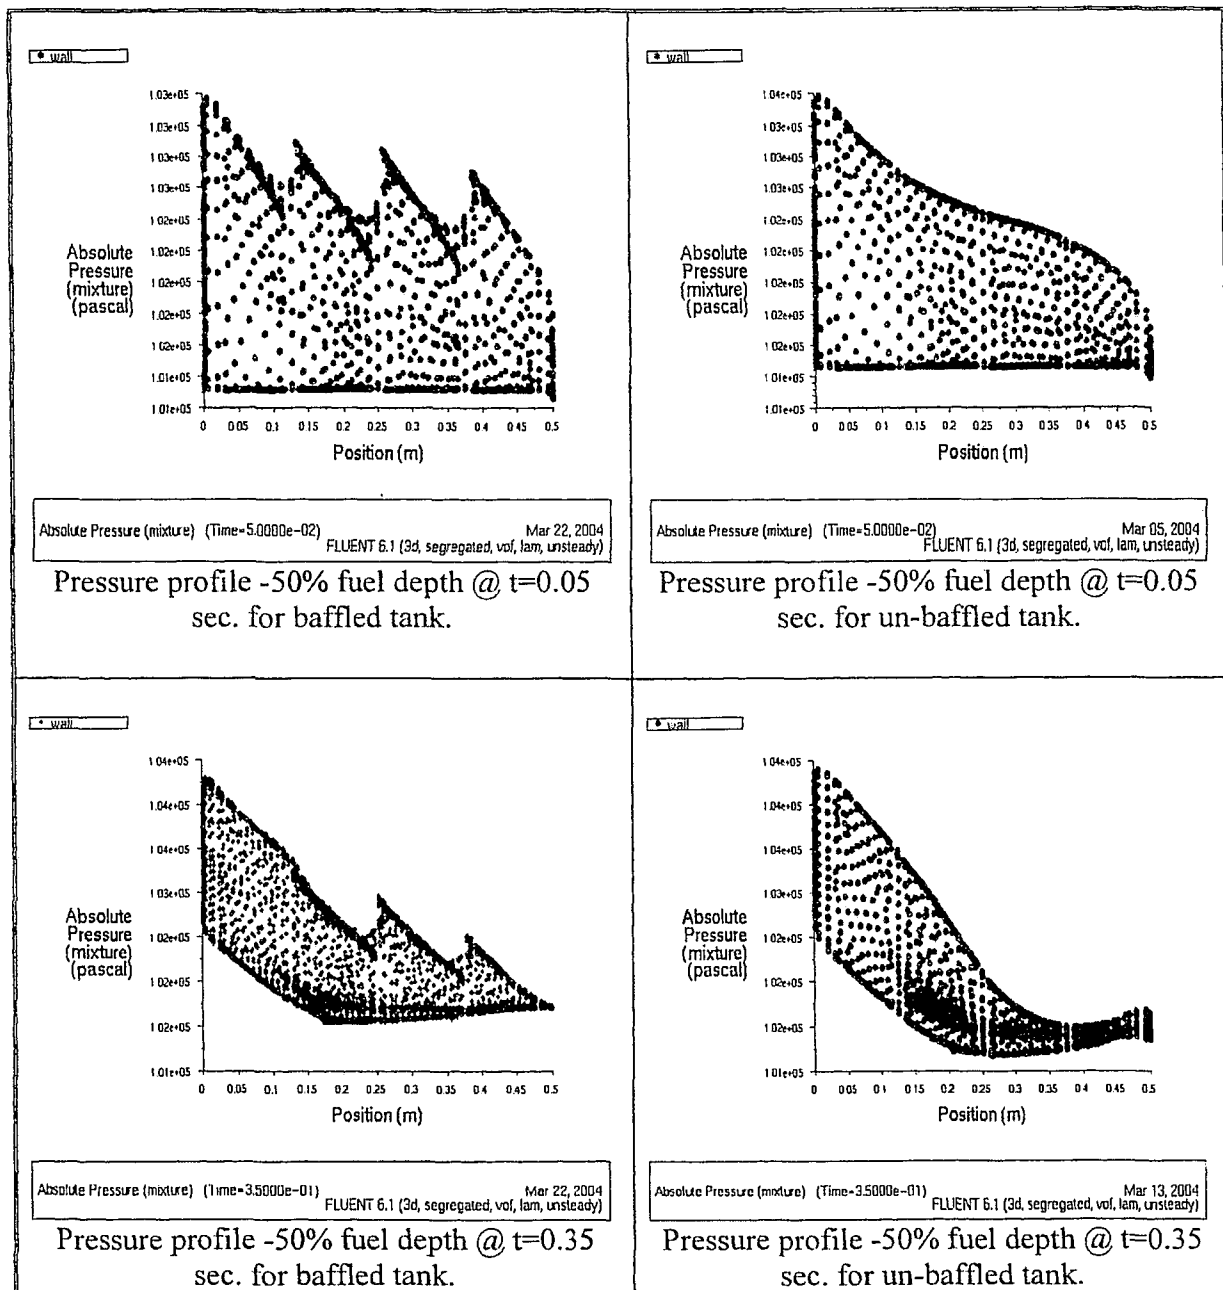 wall
1.03e+05
1.03e+05
1.03e+05
1.03e+05
1.02e+05
1.02e+05
1.02e+05
1.02e+05
1.02e+05
1.01e+05
1.01e+05
Absolute
Pressure
(mixture)
(pascal)
0 0.05 0.1 0.15 0.2 0.25 0.3 0.35 0.4 0.45 0.5
Position (m)
Absolute Pressure (mixture) (Time=5.0000e-02) Mar 22, 2004
FLUENT 6.1 (3d, segregated, vof, lam, unsteady)
Pressure profile -50% fuel depth @ t=0.05
sec. for baffled tank.
wall
1.04e+05
1.03e+05
1.03e+05
1.03e+05
1.02e+05
1.02e+05
1.02e+05
1.02e+05
1.02e+05
1.01e+05
1.01e+05
Absolute
Pressure
(mixture)
(pascal)
0 0.05 0.1 0.15 0.2 0.25 0.3 0.35 0.4 0.45 0.5
Position (m)
Absolute Pressure (mixture) (Time=5.0000e-02) Mar 05, 2004
FLUENT 6.1 (3d, segregated, vof, lam, unsteady)
Pressure profile -50% fuel depth @ t=0.05
sec. for un-baffled tank.
wall
1.04e+05
1.04e+05
1.04e+05
1.03e+05
1.02e+05
1.02e+05
1.02e+05
1.01e+05
Absolute
Pressure
(mixture)
(pascal)
0 0.05 0.1 0.15 0.2 0.25 0.3 0.35 0.4 0.45 0.5
Position (m)
Absolute Pressure (mixture) (Time=3.5000e-01) Mar 22, 2004
FLUENT 6.1 (3d, segregated, vof, lam, unsteady)
Pressure profile -50% fuel depth @ t=0.35
sec. for baffled tank.
wall
1.04e+05
1.04e+05
1.04e+05
1.03e+05
1.02e+05
1.02e+05
1.02e+05
1.01e+05
Absolute
Pressure
(mixture)
(pascal)
0 0.05 0.1 0.15 0.2 0.25 0.3 0.35 0.4 0.45 0.5
Position (m)
Absolute Pressure (mixture) (Time=3.5000e-01) Mar 13, 2004
FLUENT 6.1 (3d, segregated, vof, lam, unsteady)
Pressure profile -50% fuel depth @ t=0.35
sec. for un-baffled tank.